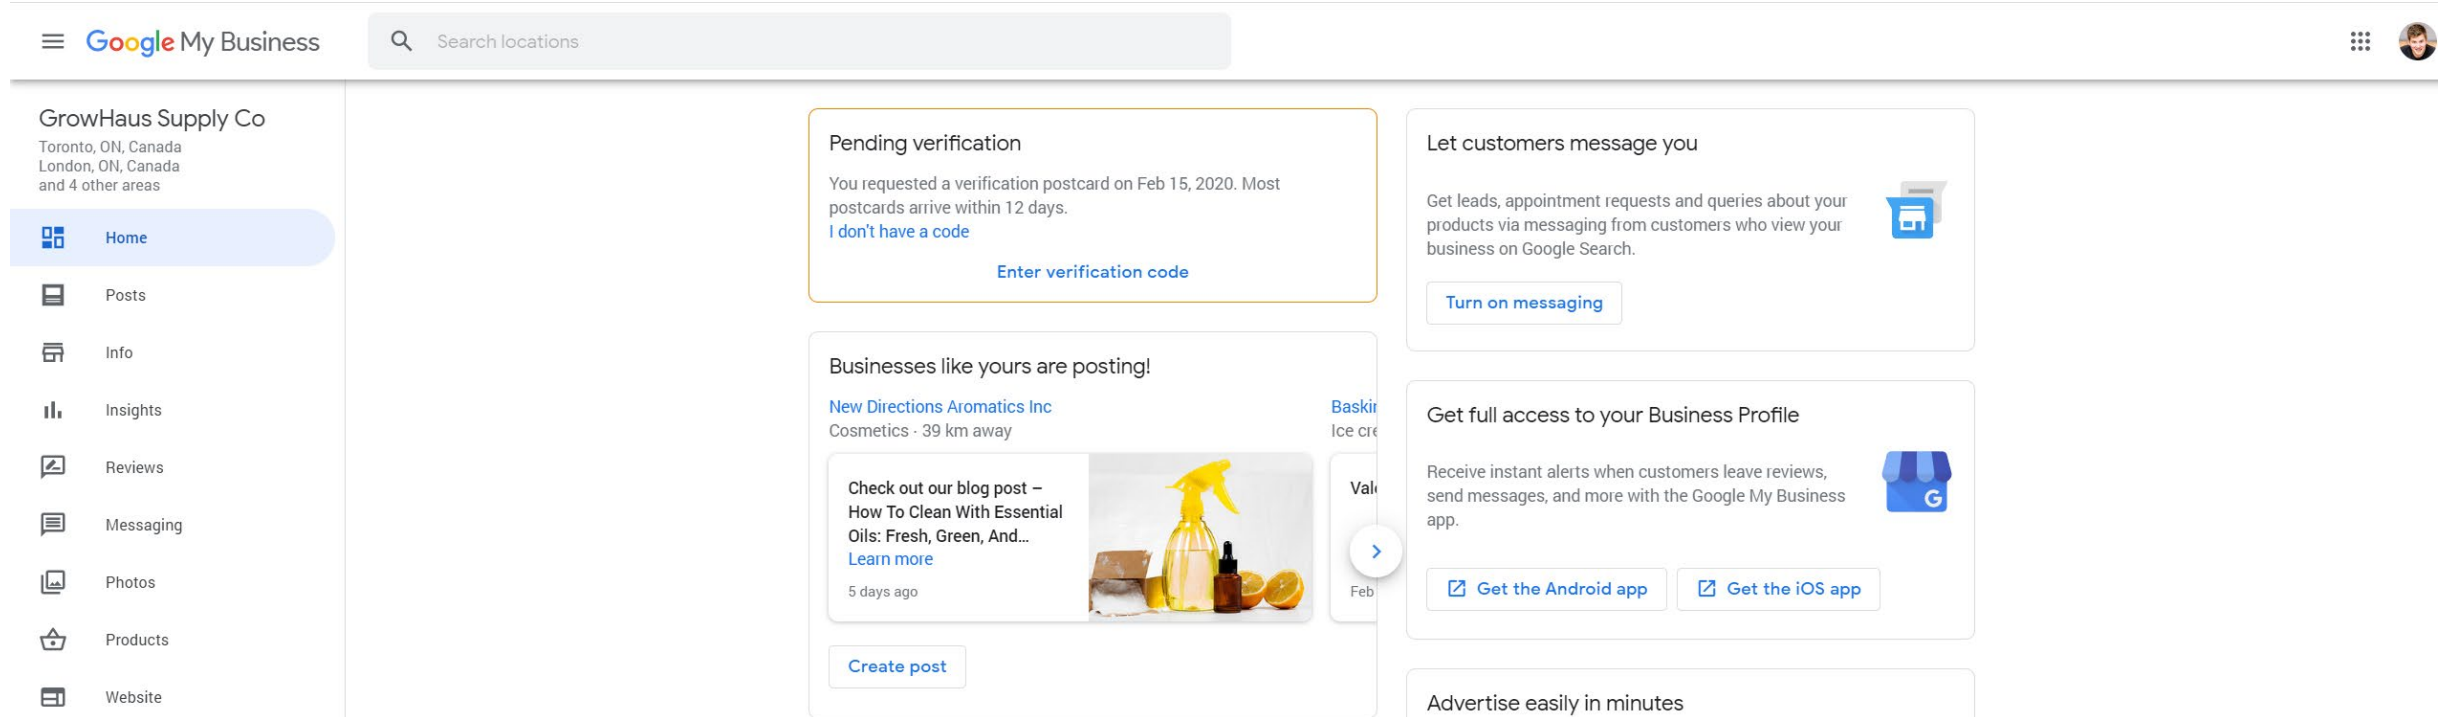 Google My Business
Search locations
GrowHaus Supply Co
Toronto, ON, Canada
London, ON, Canada
and 4 other areas
Home
Posts
Info
Insights
Reviews
Messaging
Photos
Products
Website
Pending verification
You requested a verification postcard on Feb 15, 2020. Most
postcards arrive within 12 days.
I don't have a code
Enter verification code
Businesses like yours are posting!
New Directions Aromatics Inc
Cosmetics · 39 km away
Check out our blog post –
How To Clean With Essential
Oils: Fresh, Green, And...
Learn more
5 days ago
Feb
Create post
Let customers message you
Get leads, appointment requests and queries about your
products via messaging from customers who view your
business on Google Search.
Turn on messaging
Get full access to your Business Profile
Receive instant alerts when customers leave reviews,
send messages, and more with the Google My Business
app.
G
Get the Android app
Get the iOS app
Advertise easily in minutes